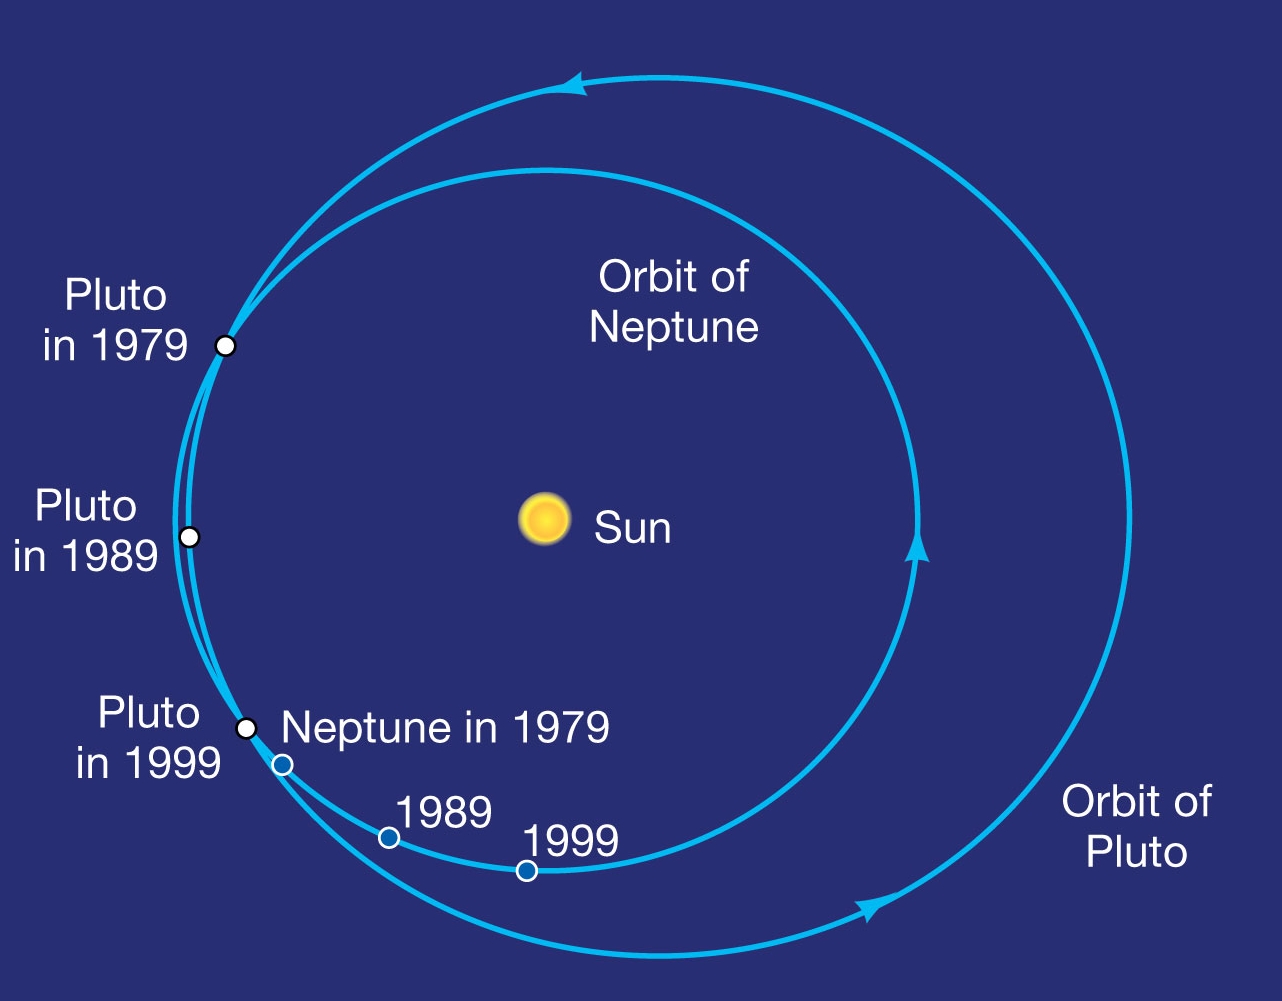 Orbit of
Neptune
Pluto
in 1979
Pluto
in 1989
Sun
Pluto
in 1999
Neptune in 1979
1989
1999
Orbit of
Pluto